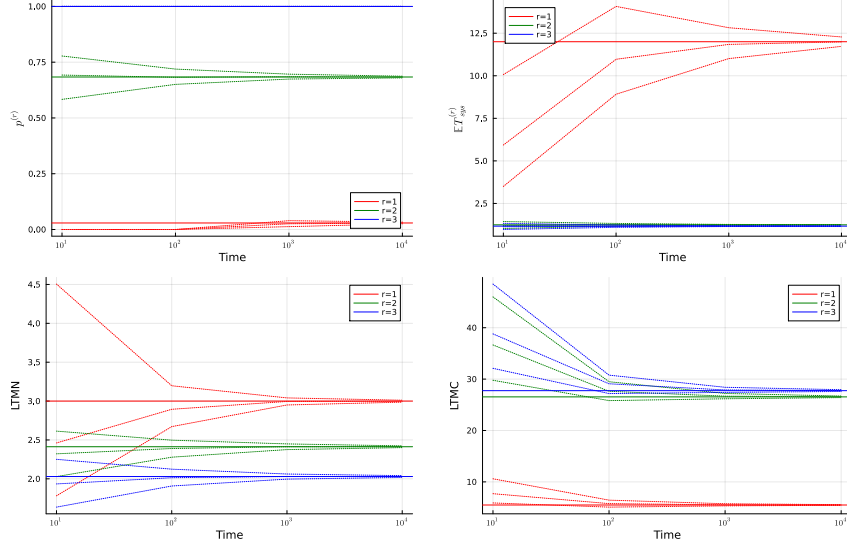 1.00
0.75
0.50
0.25
0.00
p^{(r)}
r=1
r=2
r=3
10^1
10^2
10^3
10^4
Time
12.5
10.0
7.5
5.0
2.5
𝔼T_{sys}^{(r)}
r=1
r=2
r=3
10^1
10^2
10^3
10^4
Time
4.5
4.0
3.5
3.0
2.5
2.0
LTMN
r=1
r=2
r=3
10^1
10^2
10^3
10^4
Time
40
30
20
10
LTMC
r=1
r=2
r=3
10^1
10^2
10^3
10^4
Time